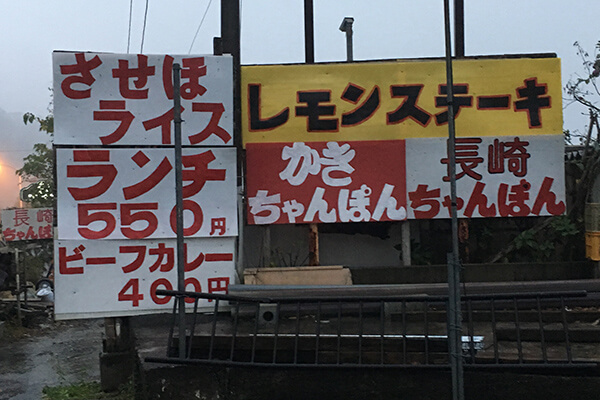 させほ
ライス
ランチ
550円
ビーフカレー
400円
レモンステーキ
かき
ちゃんぽん
長崎
ちゃんぽん
長崎
ちゃんぽ